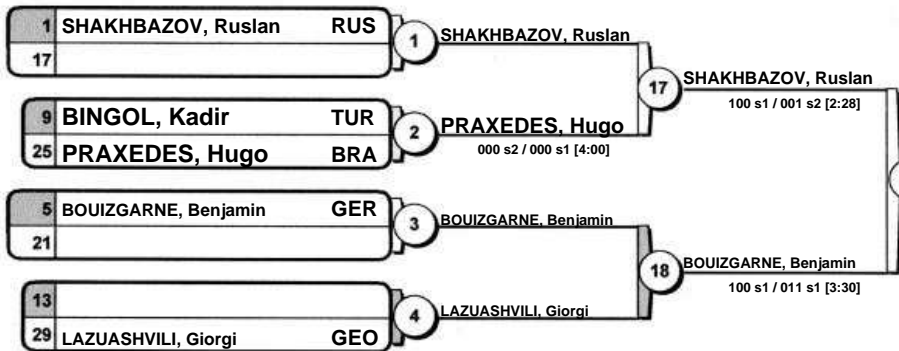 1 SHAKHBAZOV, Ruslan RUS
17
1
SHAKHBAZOV, Ruslan
17
SHAKHBAZOV, Ruslan
100 s1 / 001 s2 [2:28]
9 BINGOL, Kadir TUR
25 PRAXEDES, Hugo BRA
2
PRAXEDES, Hugo
000 s2 / 000 s1 [4:00]
5 BOUIZGARNE, Benjamin GER
21
3
BOUIZGARNE, Benjamin
18
BOUIZGARNE, Benjamin
100 s1 / 011 s1 [3:30]
13
29 LAZUASHVILI, Giorgi GEO
4
LAZUASHVILI, Giorgi